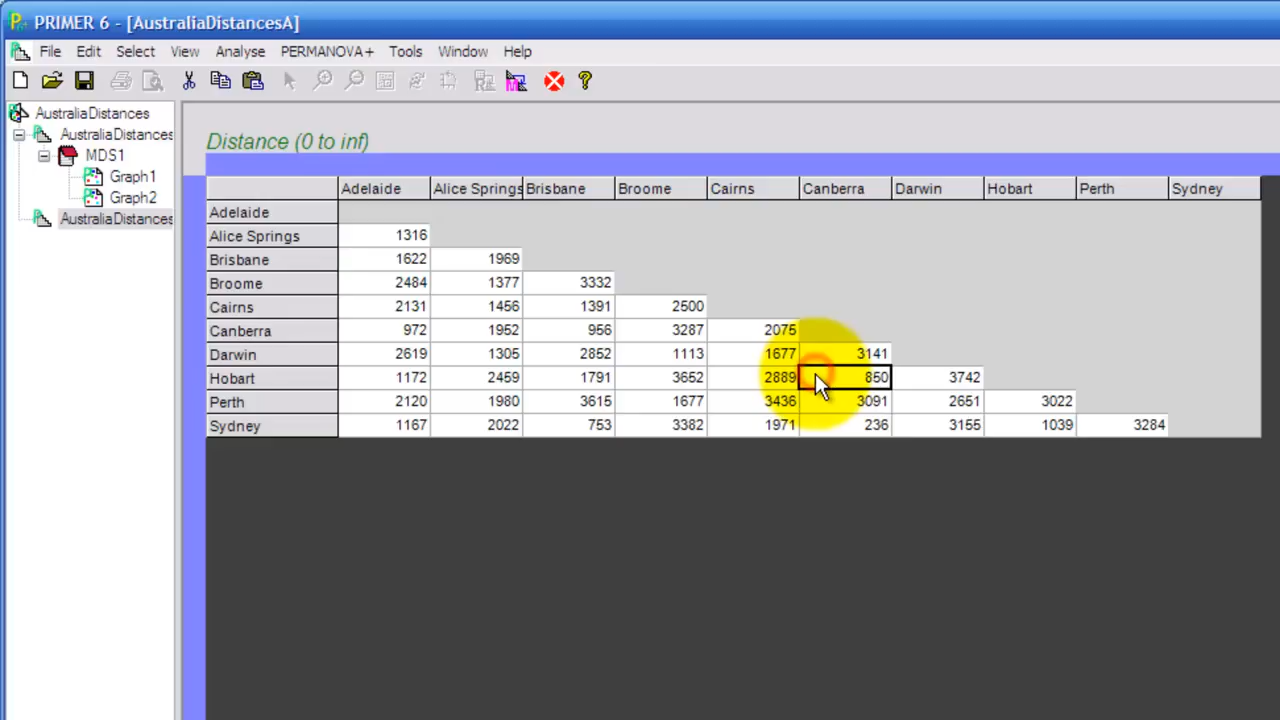 PRIMER 6 - [AustraliaDistancesA]
File Edit Select View Analyse PERMANOVA+ Tools Window Help
AustraliaDistances
AustraliaDistances
MDS1
Graph1
Graph2
AustraliaDistances
Distance (0 to inf)
Adelaide Alice Springs Brisbane Broome Cairns Canberra Darwin Hobart Perth Sydney
Adelaide
Alice Springs 1316
Brisbane 1622 1969
Broome 2484 1377 3332
Cairns 2131 1456 1391 2500
Canberra 972 1952 956 3287 2075
Darwin 2619 1305 2852 1113 1677 3141
Hobart 1172 2459 1791 3652 2889 850 3742
Perth 2120 1980 3615 1677 3436 3091 2651 3022
Sydney 1167 2022 753 3382 1971 236 3155 1039 3284